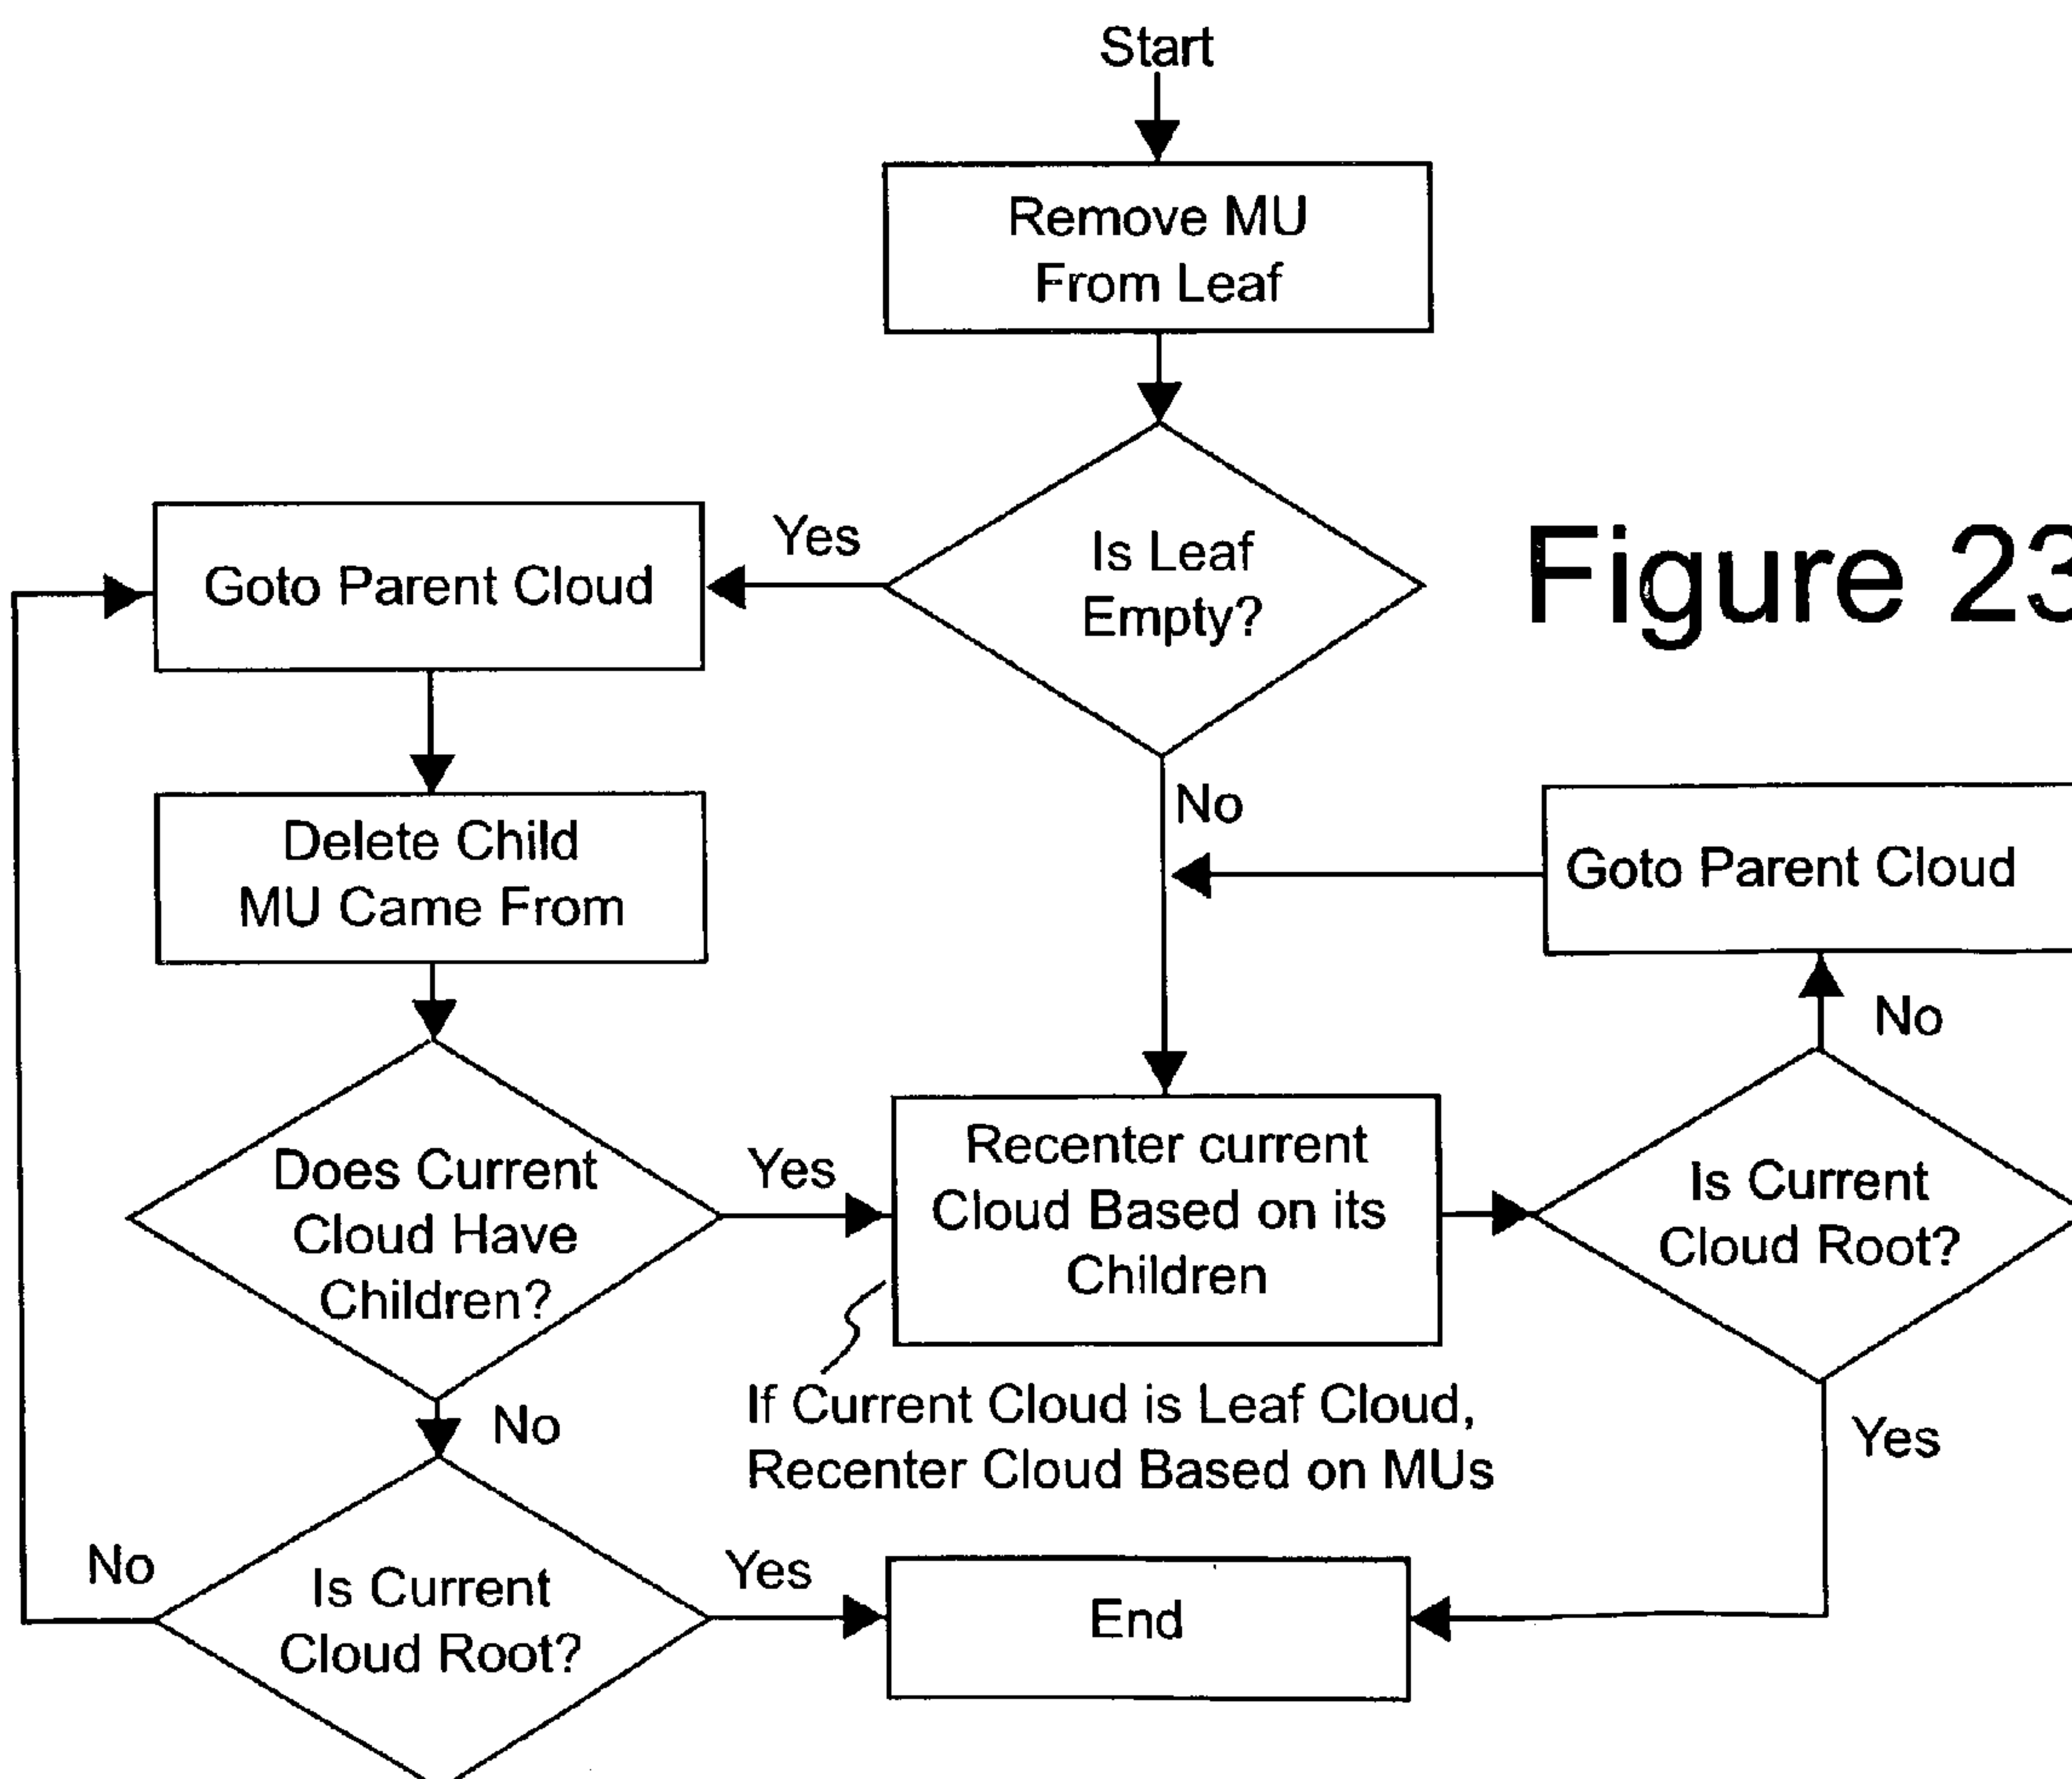 Start
Remove MU
From Leaf
Is Leaf
Empty?
Yes
Goto Parent Cloud
Figure 23
No
Delete Child
MU Came From
Goto Parent Cloud
No
Does Current
Cloud Have
Children?
Yes
Recenter current
Cloud Based on its
Children
Is Current
Cloud Root?
If Current Cloud is Leaf Cloud,
Recenter Cloud Based on MUs
No
Yes
No
Is Current
Cloud Root?
Yes
End